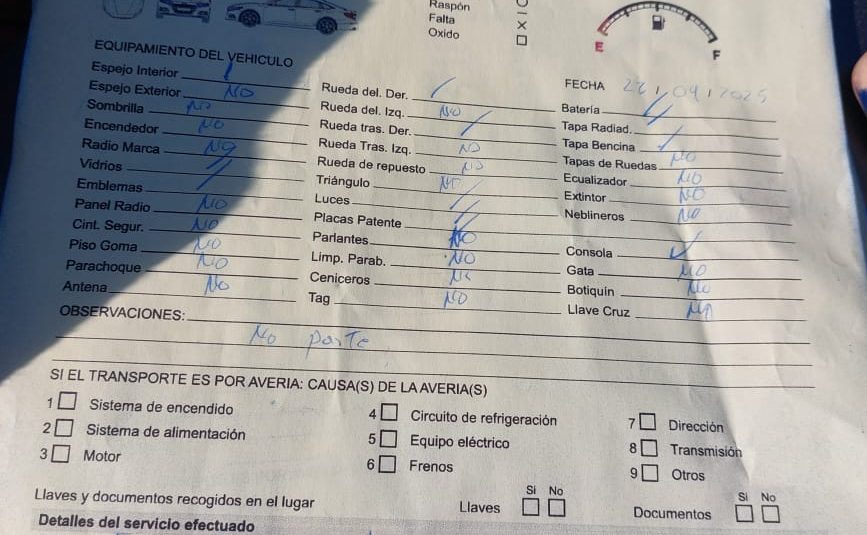 Raspón
Falta X
Oxido
E F
EQUIPAMIENTO DEL VEHICULO
FECHA 22/04/2025
Espejo Interior
Espejo Exterior NO
Sombrilla NO
Encendedor NO
Radio Marca NO
Vidrios
Emblemas
Panel Radio NO
Cint. Segur. NO
Piso Goma NO
Parachoque NO
Antena NO
Rueda del. Der.
Rueda del. Izq. NO
Rueda tras. Der.
Rueda Tras. Izq. NO
Rueda de repuesto NO
Triángulo NO
Luces
Placas Patente
Parlantes NO
Limp. Parab. NO
Ceniceros NO
Tag NO
Batería
Tapa Radiad.
Tapa Bencina
Tapas de Ruedas NO
Ecualizador NO
Extintor NO
Neblineros NO
Consola
Gata NO
Botiquin NO
Llave Cruz NO
OBSERVACIONES:
No porte
SI EL TRANSPORTE ES POR AVERIA: CAUSA(S) DE LA AVERIA(S)
1 Sistema de encendido
2 Sistema de alimentación
3 Motor
4 Circuito de refrigeración
5 Equipo eléctrico
6 Frenos
7 Dirección
8 Transmisión
9 Otros
Llaves y documentos recogidos en el lugar
Si No
Llaves
Si No
Documentos
Detalles del servicio efectuado